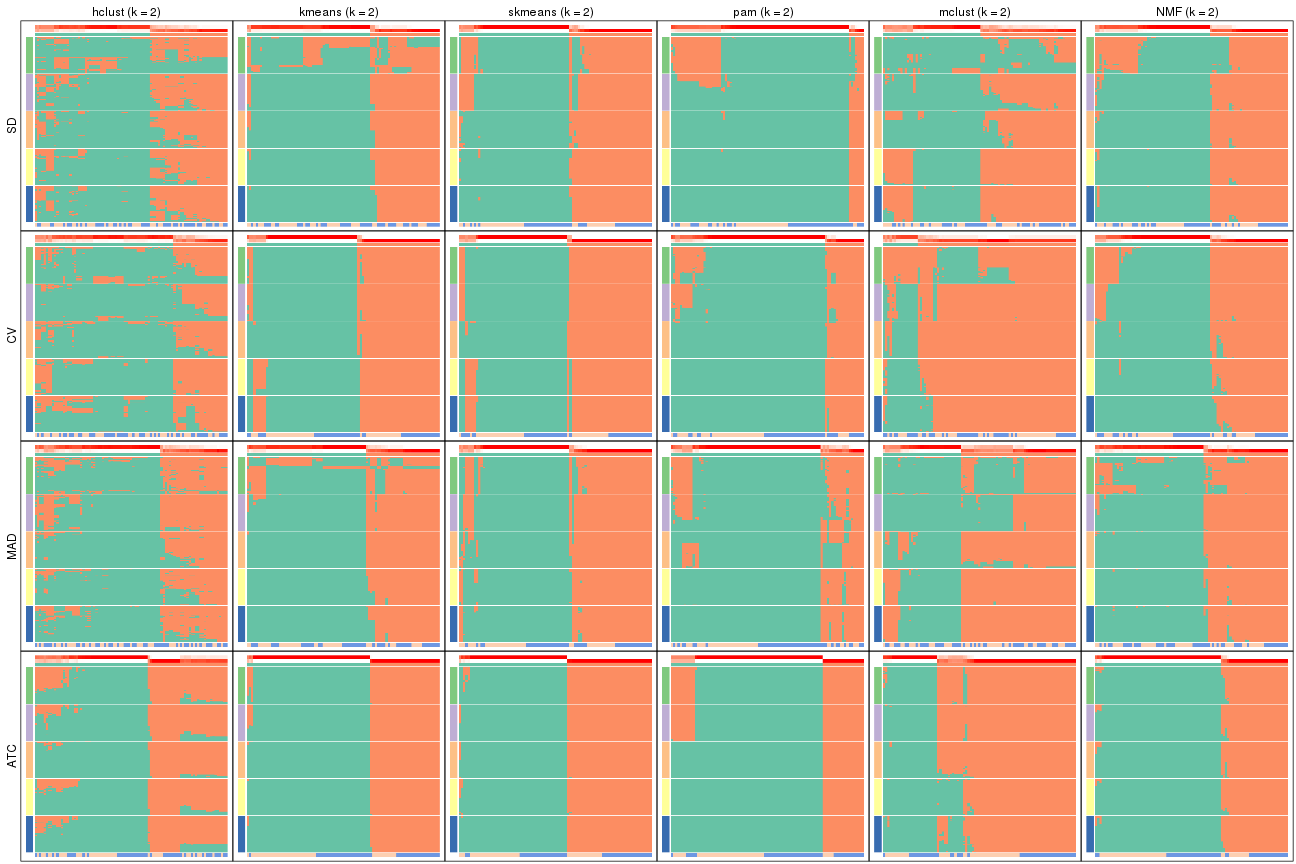 hclust (k = 2)
kmeans (k = 2)
skmeans (k = 2)
pam (k = 2)
mclust (k = 2)
NMF (k = 2)
SD
CV
MAD
ATC